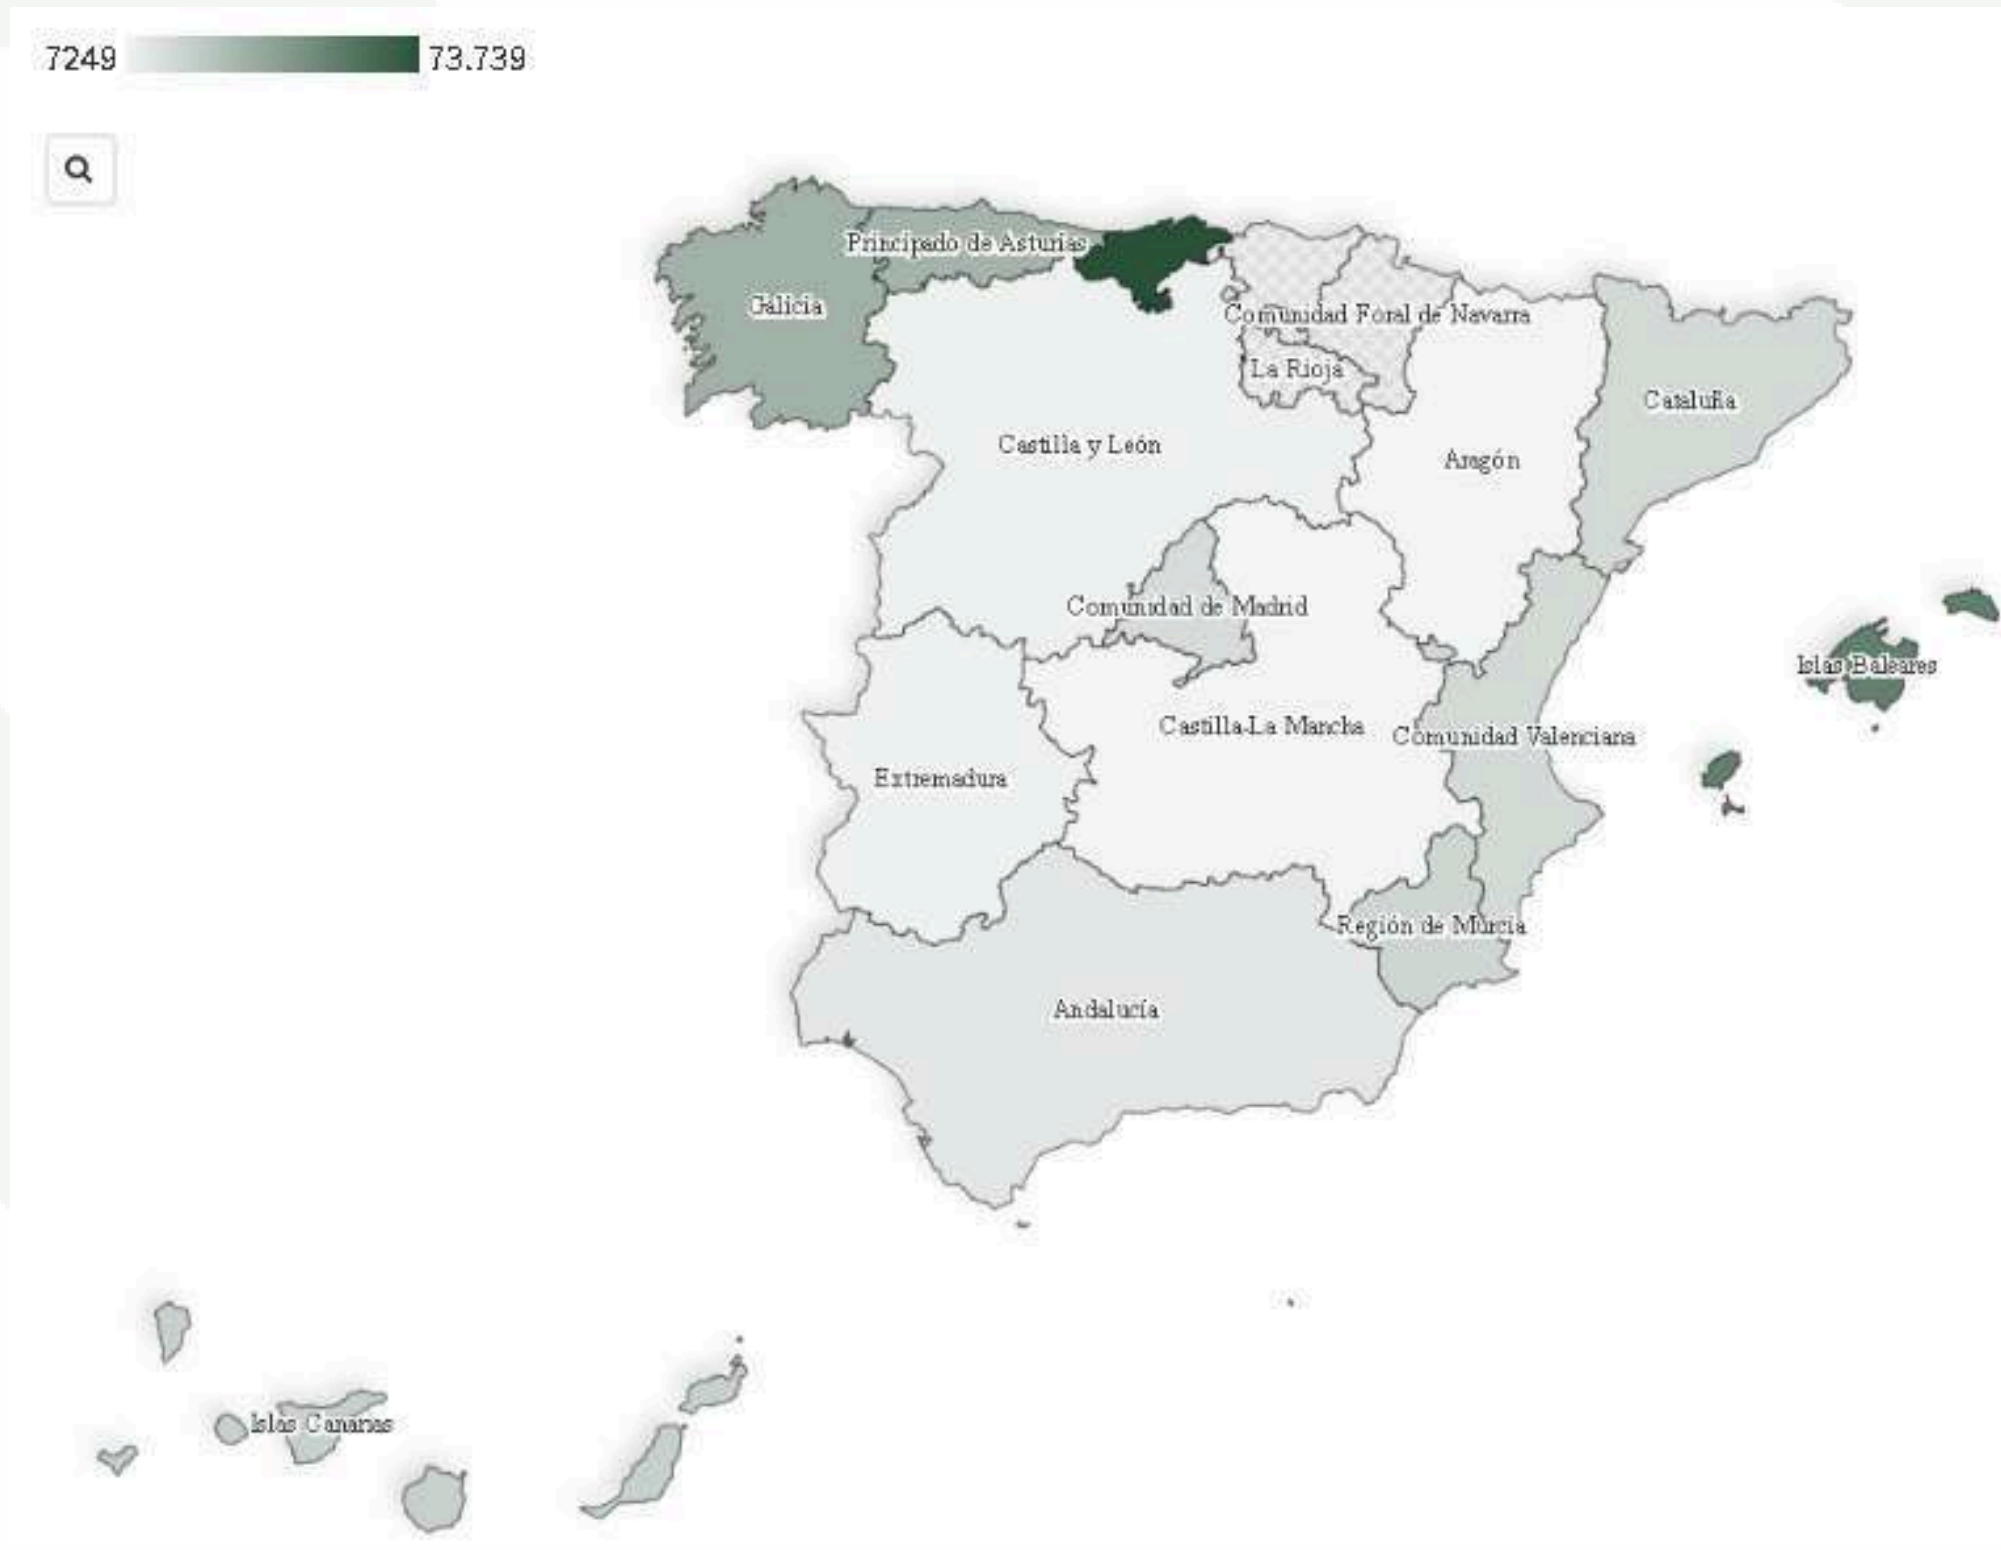 7249 73.739
Principado de Asturias
Galicia
Comunidad Foral de Navarra
La Rioja
Cataluña
Castilla y León
Aragón
Comunidad de Madrid
Islas Baleares
Castilla-La Mancha
Comunidad Valenciana
Extremadura
Región de Murcia
Andalucía
Islas Canarias